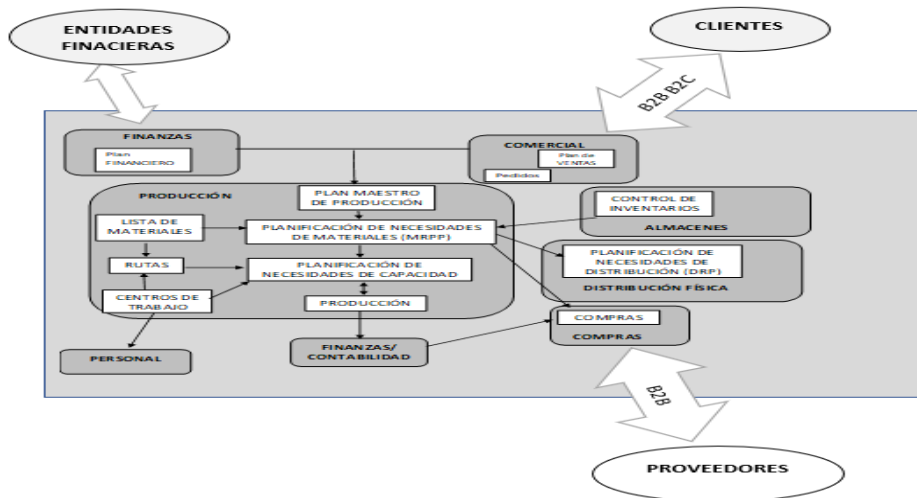 ENTIDADES
FINACIERAS
CLIENTES
B2B B2C
FINANZAS
Plan
FINANCIERO
COMERCIAL
Plan de
VENTAS
Pedidos
PRODUCCIÓN
PLAN MAESTRO
DE PRODUCCIÓN
CONTROL DE
INVENTARIOS
ALMACENES
LISTA DE
MATERIALES
PLANIFICACIÓN DE NECESIDADES
DE MATERIALES (MRPP)
RUTAS
PLANIFICACIÓN DE
NECESIDADES DE CAPACIDAD
PLANIFICACIÓN DE
NECESIDADES DE
DISTRIBUCIÓN (DRP)
DISTRIBUCIÓN FÍSICA
CENTROS DE
TRABAJO
PRODUCCIÓN
COMPRAS
COMPRAS
PERSONAL
FINANZAS/
CONTABILIDAD
B2B
PROVEEDORES